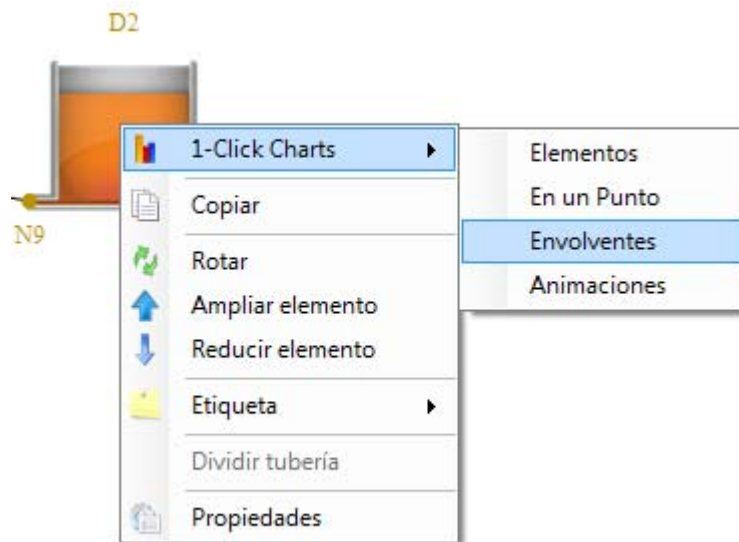 D2
N9
1-Click Charts
Copiar
Rotar
Ampliar elemento
Reducir elemento
Etiqueta
Dividir tubería
Propiedades
Elementos
En un Punto
Envolventes
Animaciones